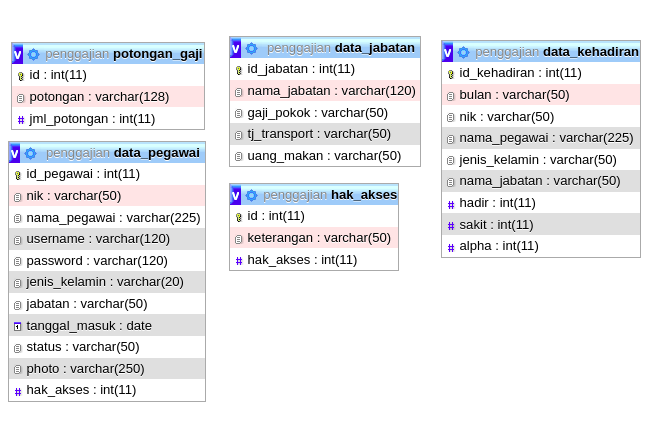 v penggajian potongan_gaji
id : int(11)
potongan : varchar(128)
# jml_potongan : int(11)
v penggajian data_pegawai
id_pegawai : int(11)
nik : varchar(50)
nama_pegawai : varchar(225)
username : varchar(120)
password : varchar(120)
jenis_kelamin : varchar(20)
jabatan : varchar(50)
tanggal_masuk : date
status : varchar(50)
photo : varchar(250)
# hak_akses : int(11)
v penggajian data_jabatan
id_jabatan : int(11)
nama_jabatan : varchar(120)
gaji_pokok : varchar(50)
tj_transport : varchar(50)
uang_makan : varchar(50)
v penggajian hak_akses
id : int(11)
keterangan : varchar(50)
# hak_akses : int(11)
v penggajian data_kehadiran
id_kehadiran : int(11)
bulan : varchar(50)
nik : varchar(50)
nama_pegawai : varchar(225)
jenis_kelamin : varchar(50)
nama_jabatan : varchar(50)
# hadir : int(11)
# sakit : int(11)
# alpha : int(11)